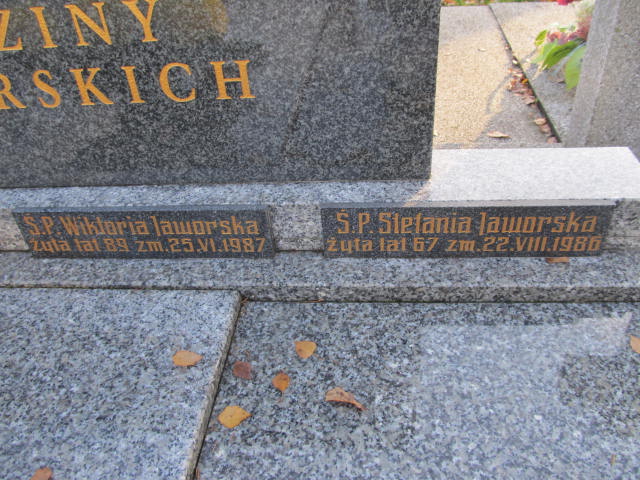 ZINY
RSKICH
Ś.P. Wiktoria Jaworska
żyła lat 89 zm. 25.VI.1987
Ś.P. Stefania Jaworska
żyła lat 67 zm. 22.VIII.1986